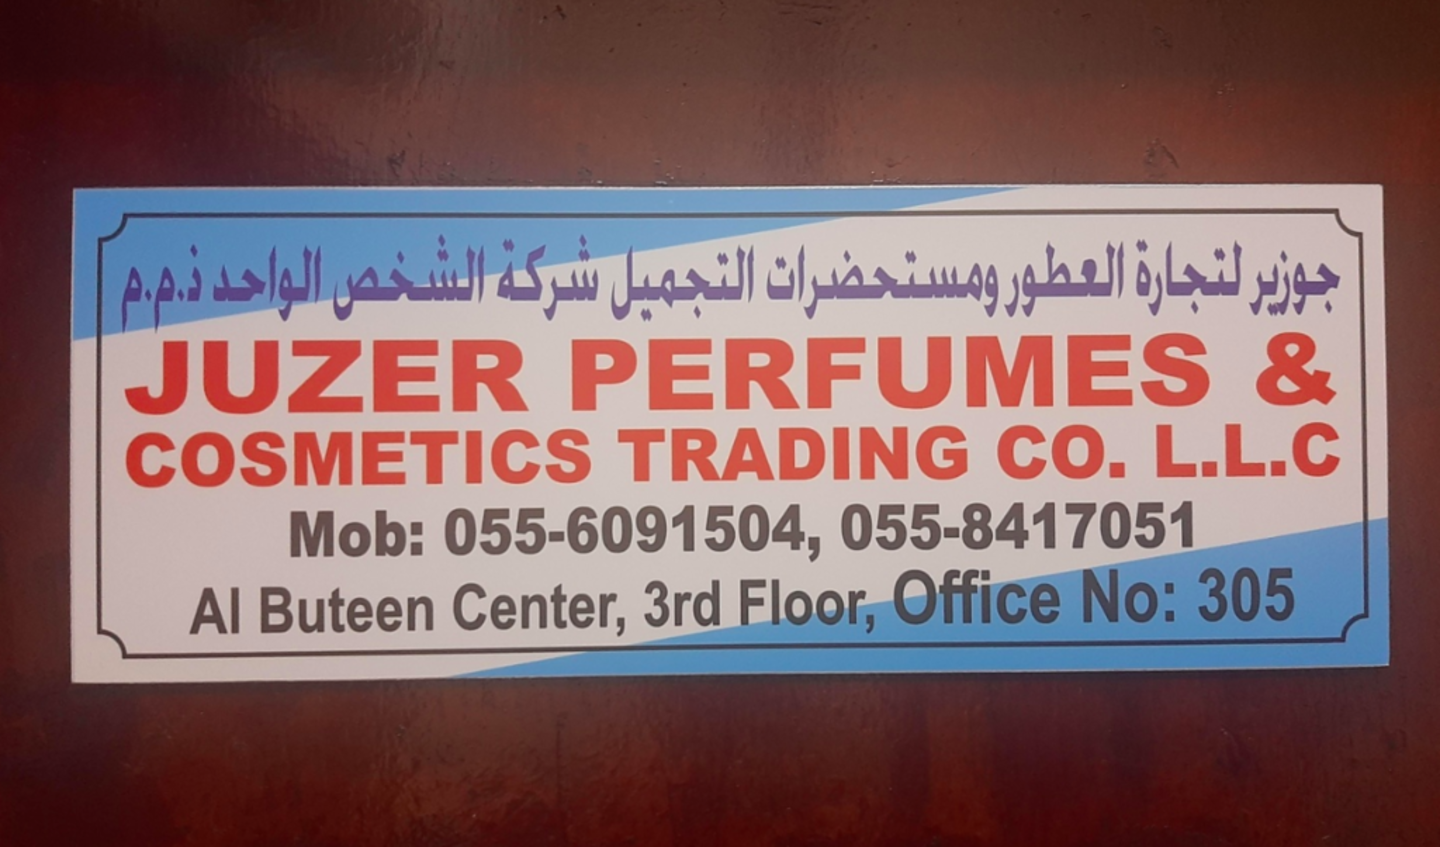 جوزير لتجارة العطور ومستحضرات التجميل شركة الشخص الواحد ذ.م.م
JUZER PERFUMES &
COSMETICS TRADING CO. L.L.C
Mob: 055-6091504, 055-8417051
Al Buteen Center, 3rd Floor, Office No: 305